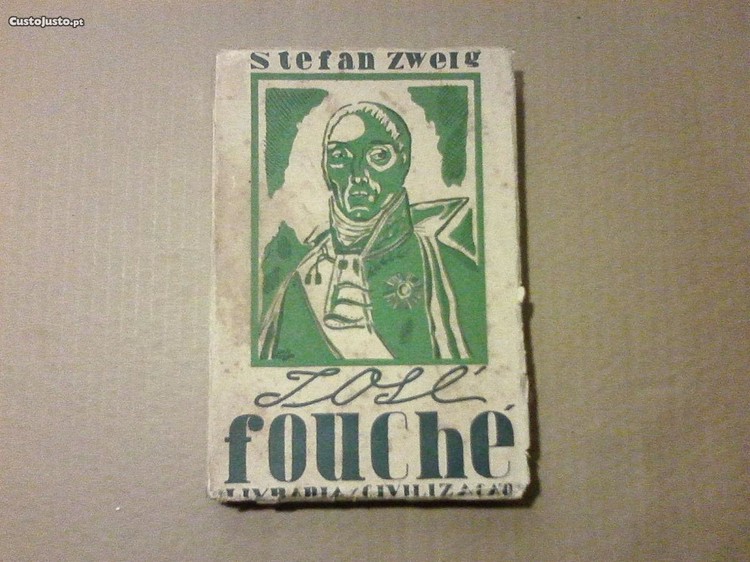 CustoJusto.pt
Stefan Zweig
José
fouché
LIVRARIA CIVILIZAÇÃO